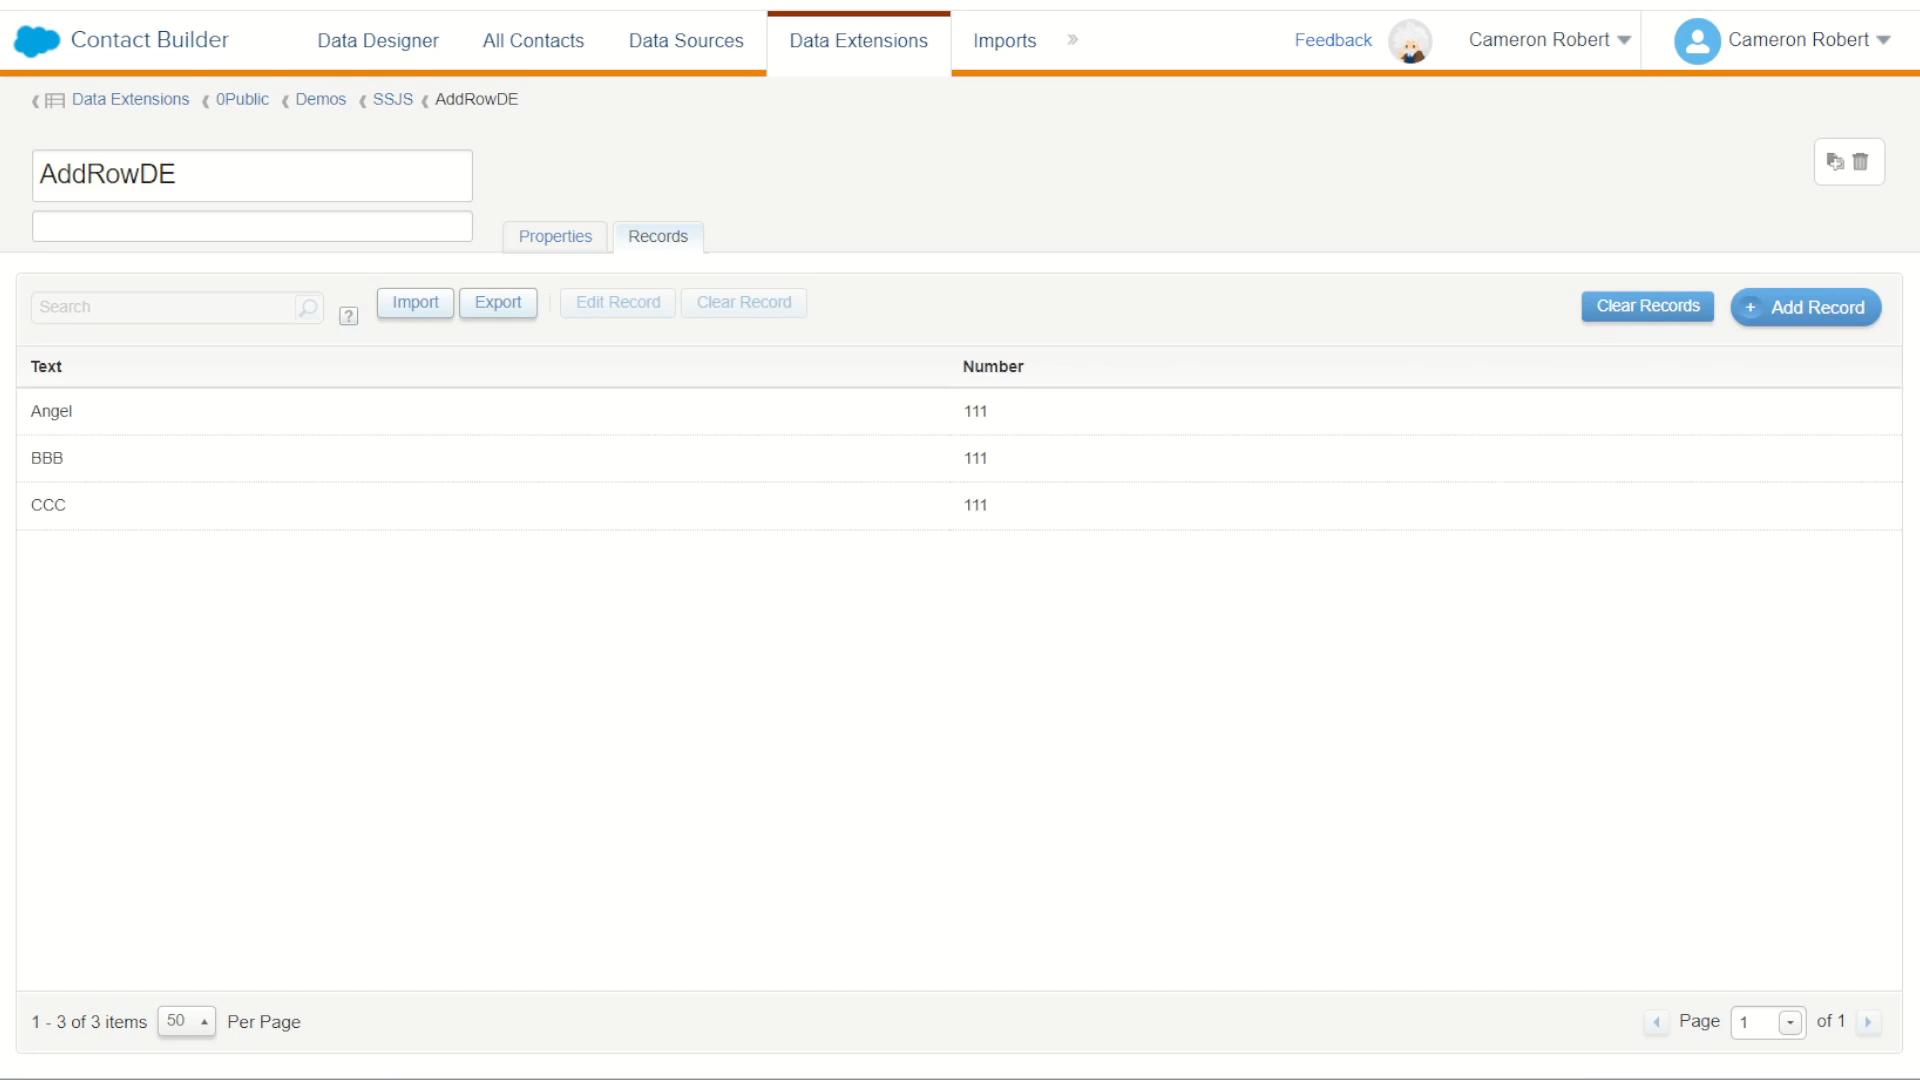 Contact Builder Data Designer All Contacts Data Sources Data Extensions Imports » Feedback Cameron Robert Cameron Robert
Data Extensions 0Public Demos SSJS AddRowDE
AddRowDE
Properties Records
Search ? Import Export Edit Record Clear Record Clear Records + Add Record
Text Number
Angel 111
BBB 111
CCC 111
1 - 3 of 3 items 50 Per Page Page 1 of 1